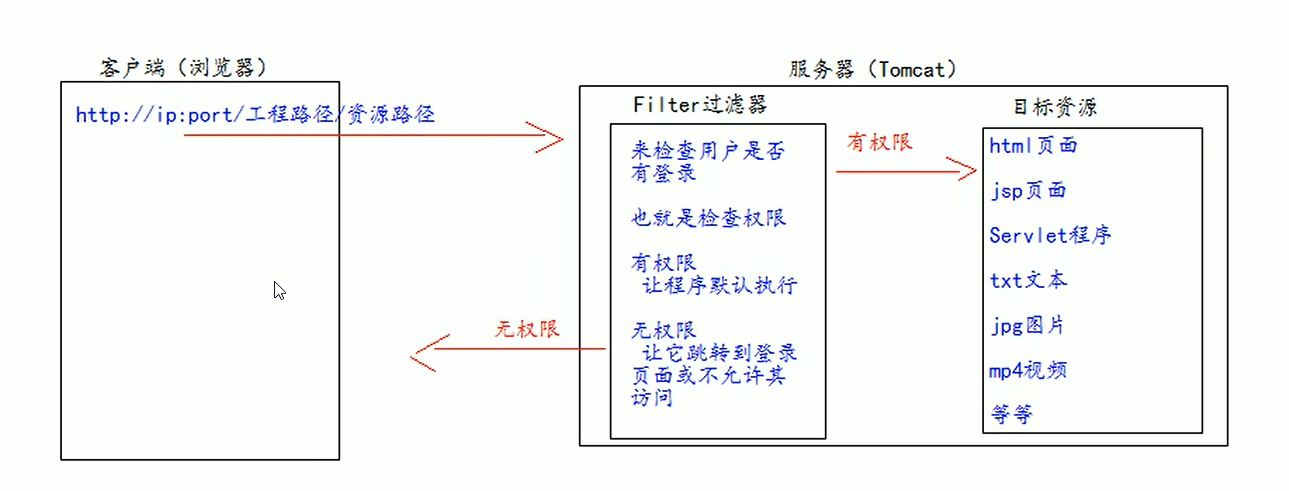 客户端（浏览器）
http://ip:port/工程路径/资源路径
服务器（Tomcat）
Filter过滤器
来检查用户是否
有登录
也就是检查权限
有权限
让程序默认执行
无权限
让它跳转到登录
页面或不允许其
访问
有权限
无权限
目标资源
html页面
jsp页面
Servlet程序
txt文本
jpg图片
mp4视频
等等